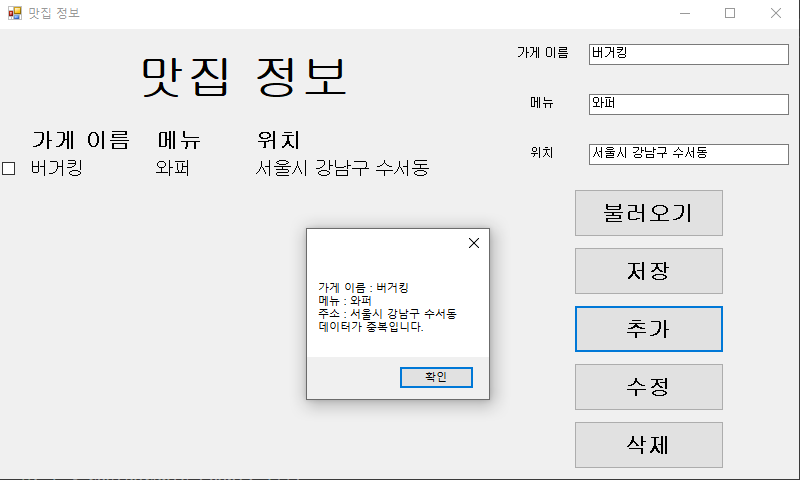 맛집 정보
맛집 정보
가게 이름 메뉴 위치
버거킹 와퍼 서울시 강남구 수서동
가게 이름 버거킹
메뉴 와퍼
위치 서울시 강남구 수서동
불러오기
저장
추가
수정
삭제
가게 이름 : 버거킹
메뉴 : 와퍼
주소 : 서울시 강남구 수서동
데이터가 중복입니다.
확인